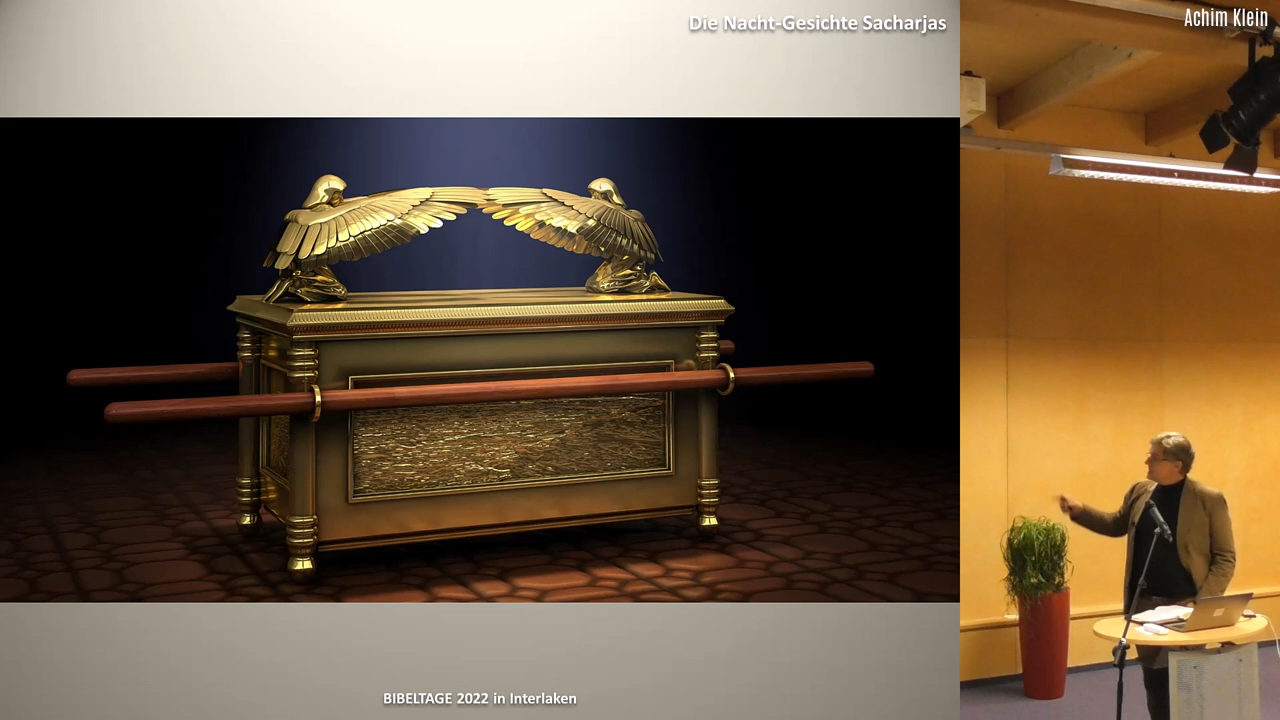 Die Nacht-Gesichte Sacharjas
Achim Klein
BIBELTAGE 2022 in Interlaken